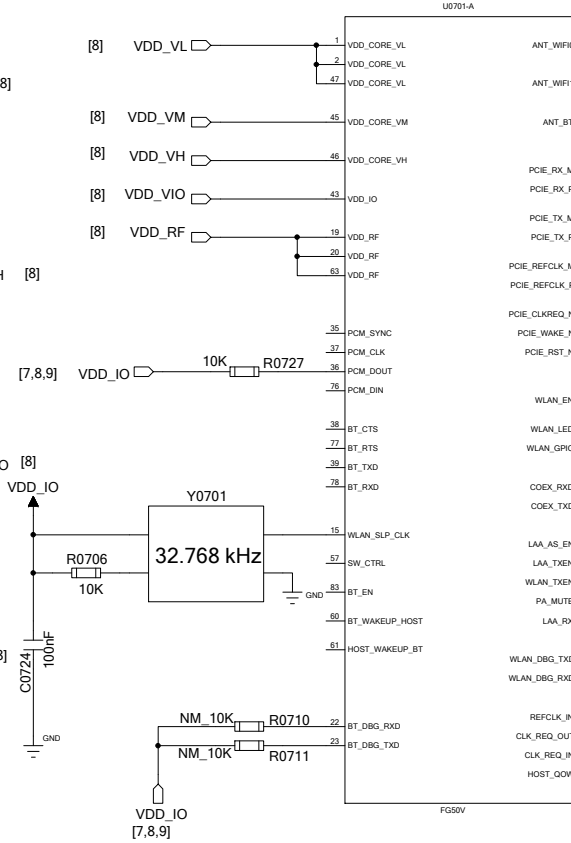 U0701-A
[8] VDD_VL 1 VDD_CORE_VL
2 VDD_CORE_VL
8] 47 VDD_CORE_VL
[8] VDD_VM 45 VDD_CORE_VM
[8] VDD_VH 46 VDD_CORE_VH
[8] VDD_VIO 43 VDD_IO
[8] VDD_RF 19 VDD_RF
20 VDD_RF
H [8] 63 VDD_RF
35 PCM_SYNC
37 PCM_CLK
[7,8,9] VDD_IO 10K R0727 36 PCM_DOUT
76 PCM_DIN
38 BT_CTS
77 BT_RTS
39 BT_TXD
78 BT_RXD
O [8]
VDD_IO
Y0701
32.768 kHz
R0706
10K
GND
C0724
100nF
GND
3]
15 WLAN_SLP_CLK
57 SW_CTRL
83 BT_EN
60 BT_WAKEUP_HOST
61 HOST_WAKEUP_BT
NM_10K R0710 22 BT_DBG_RXD
NM_10K R0711 23 BT_DBG_TXD
VDD_IO
[7,8,9]
ANT_WIFI0
ANT_WIFI1
ANT_BT
PCIE_RX_M
PCIE_RX_P
PCIE_TX_M
PCIE_TX_P
PCIE_REFCLK_M
PCIE_REFCLK_P
PCIE_CLKREQ_N
PCIE_WAKE_N
PCIE_RST_N
WLAN_EN
WLAN_LED
WLAN_GPIO
COEX_RXD
COEX_TXD
LAA_AS_EN
LAA_TXEN
WLAN_TXEN
PA_MUTE
LAA_RX
WLAN_DBG_TXD
WLAN_DBG_RXD
REFCLK_IN
CLK_REQ_OUT
CLK_REQ_IN
HOST_QOW
FG50V